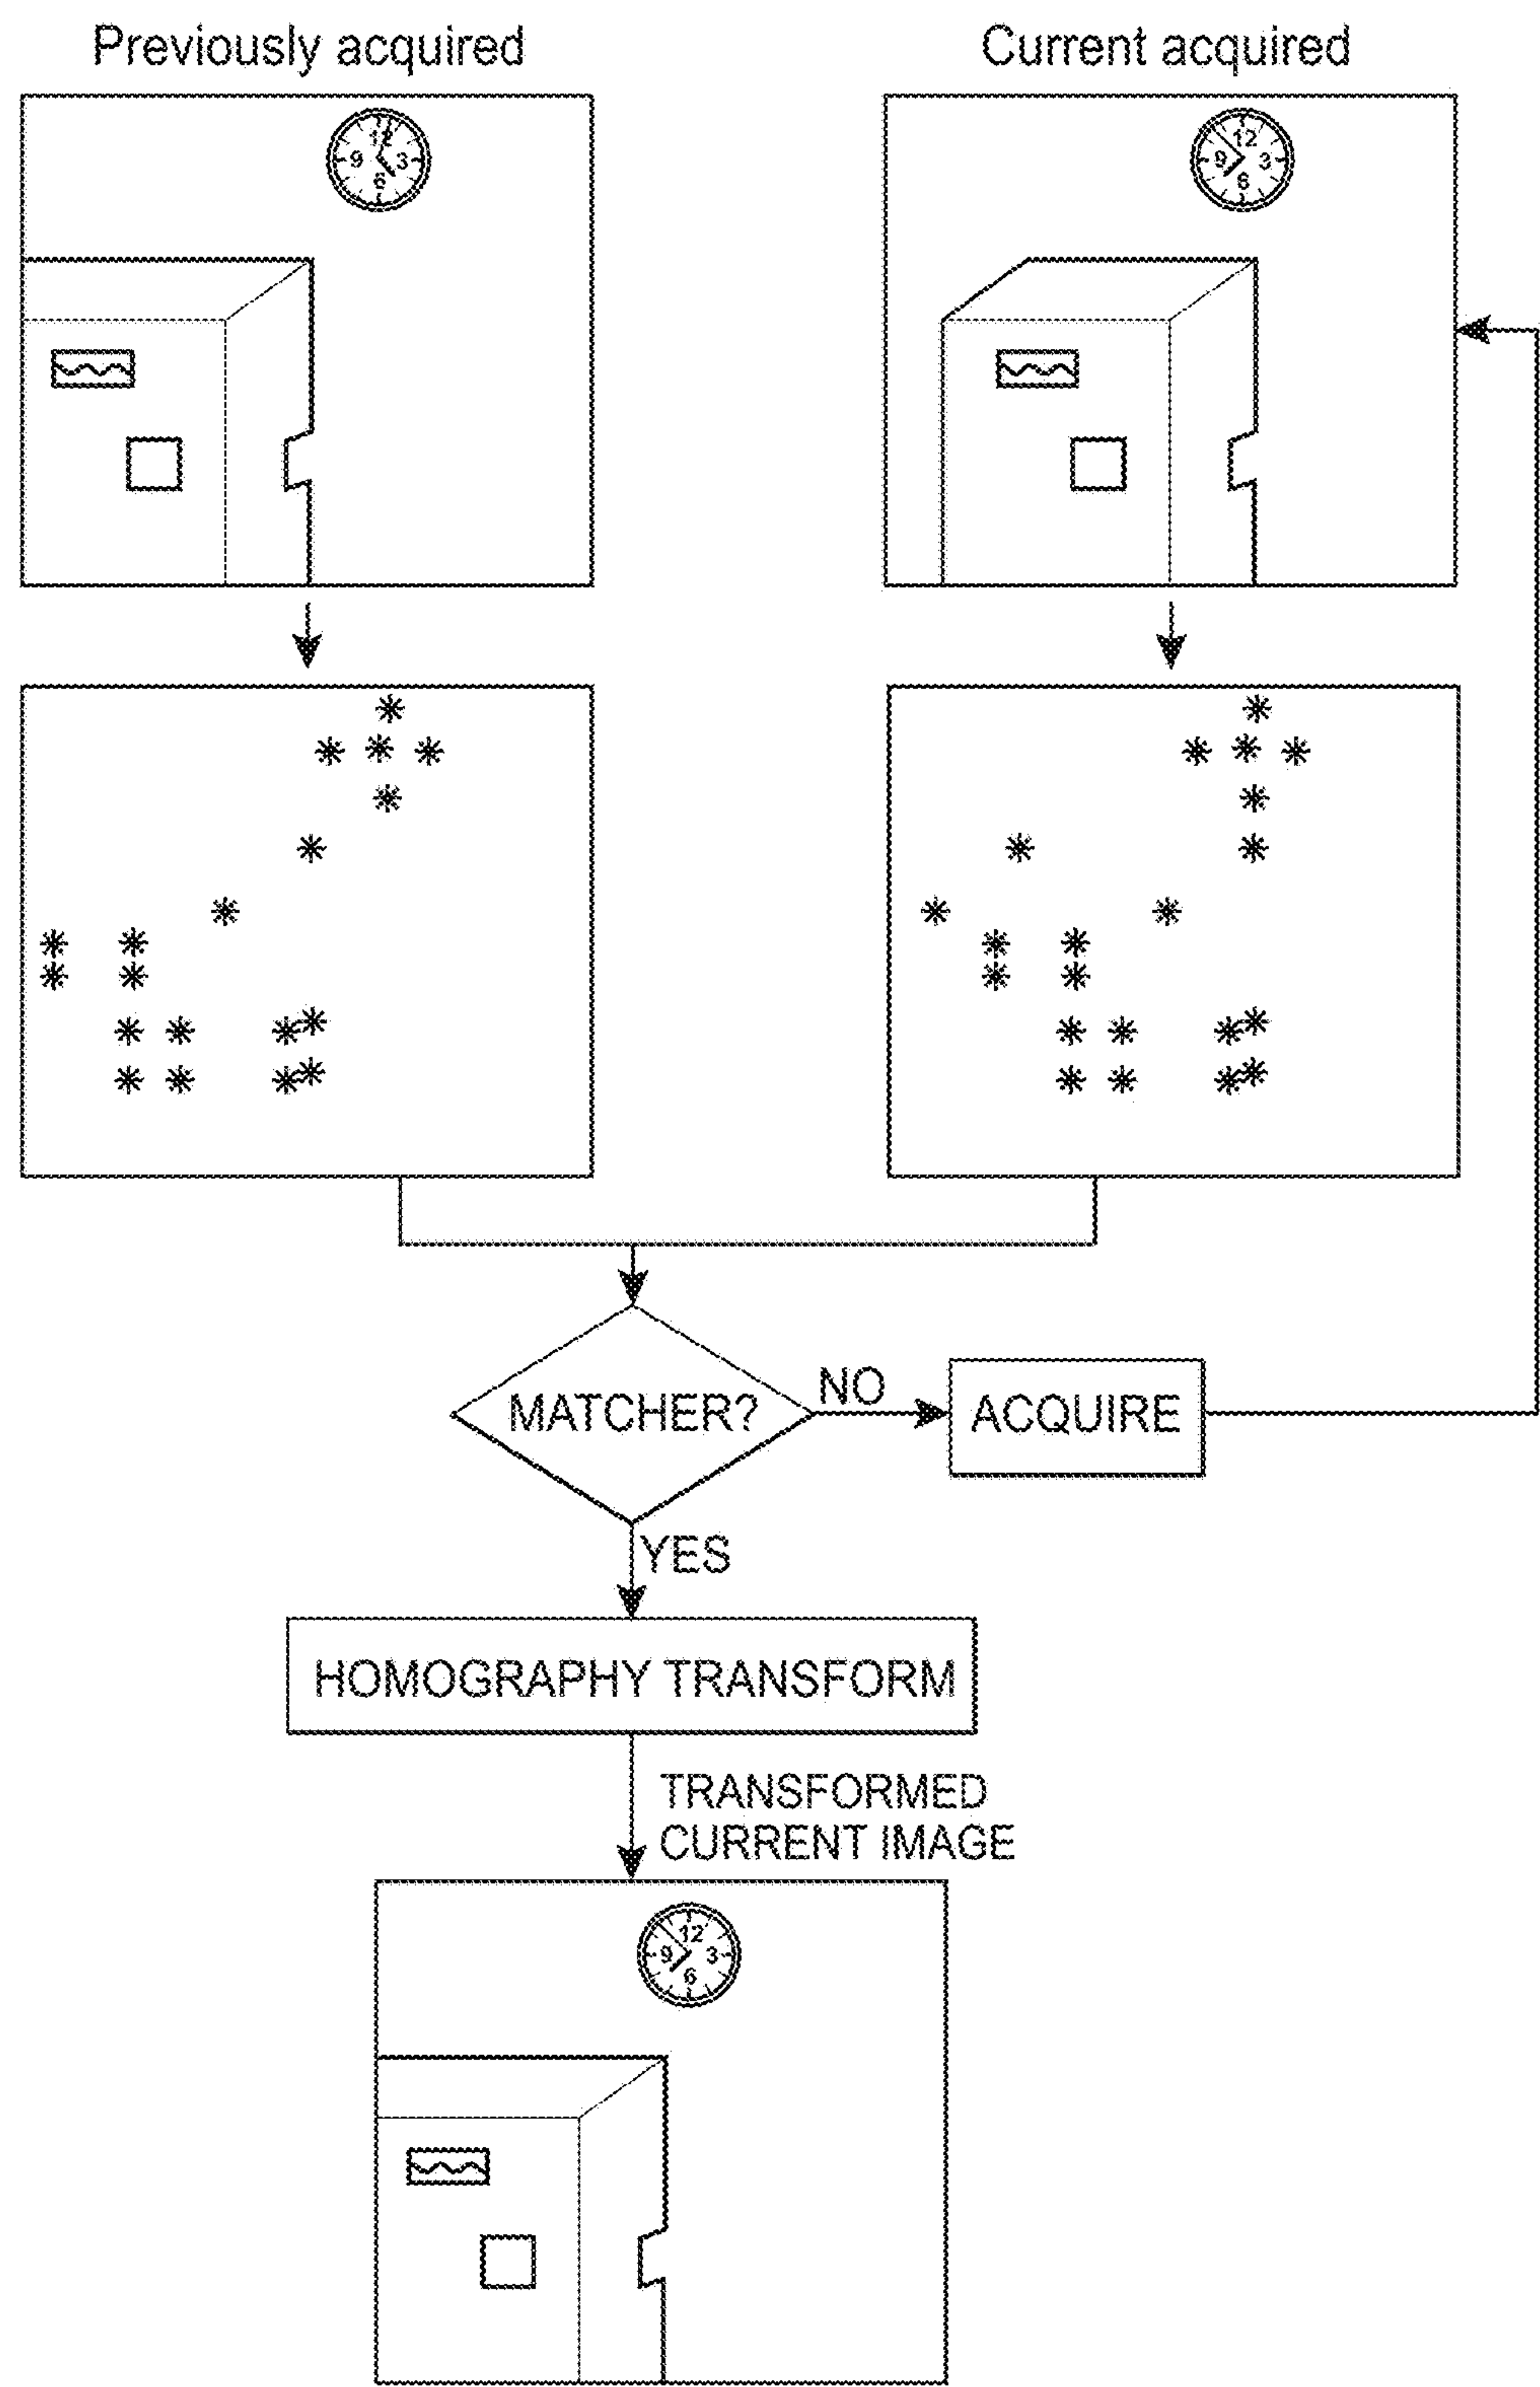 Previously acquired
Current acquired
12
9 3
6
12
9 3
6
MATCHER?
NO
ACQUIRE
YES
HOMOGRAPHY TRANSFORM
TRANSFORMED
CURRENT IMAGE
12
9 3
6